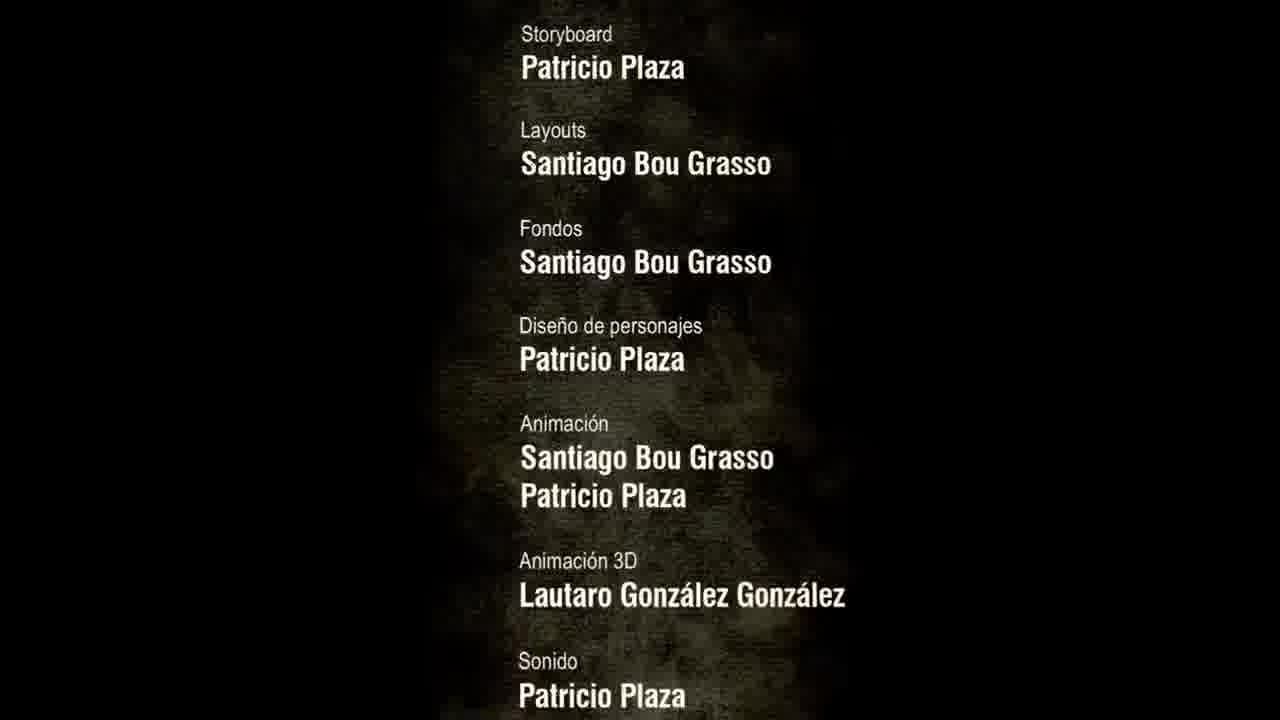 Storyboard
Patricio Plaza
Layouts
Santiago Bou Grasso
Fondos
Santiago Bou Grasso
Diseño de personajes
Patricio Plaza
Animación
Santiago Bou Grasso
Patricio Plaza
Animación 3D
Lautaro González González
Sonido
Patricio Plaza